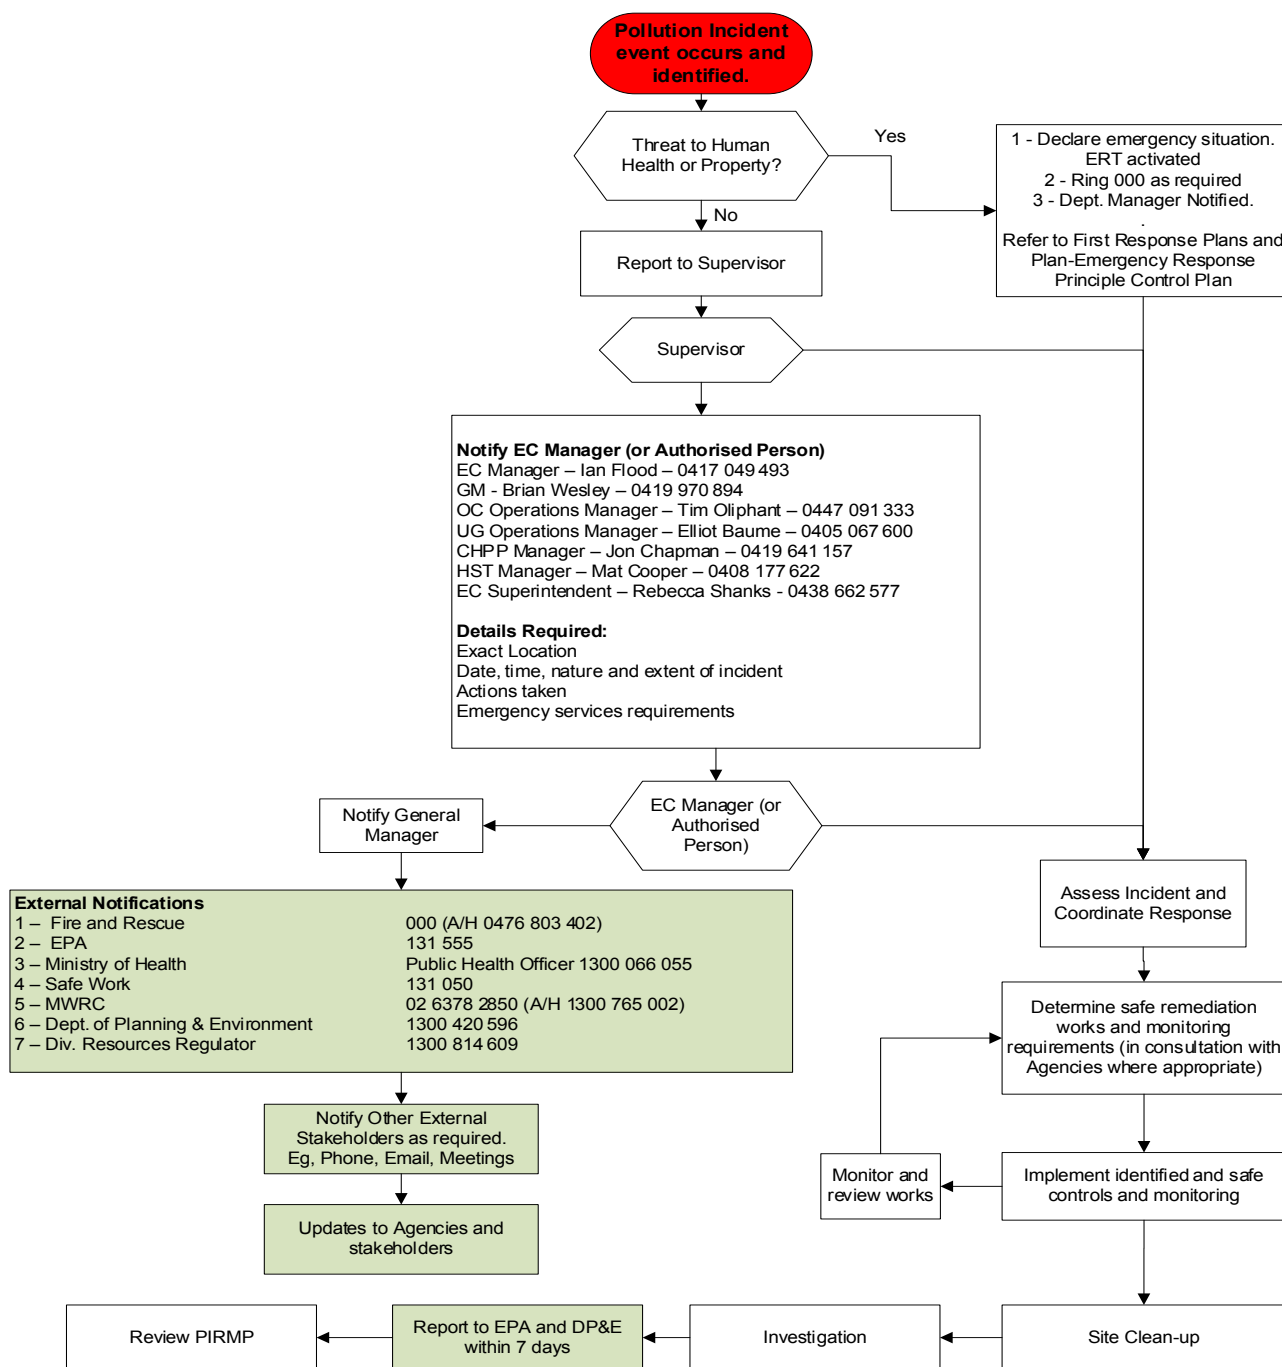 Pollution Incident
event occurs and
identified.
Threat to Human
Health or Property?
Yes
No
1 - Declare emergency situation.
ERT activated
2 - Ring 000 as required
3 - Dept. Manager Notified.
.
Refer to First Response Plans and
Plan-Emergency Response
Principle Control Plan
Report to Supervisor
Supervisor
Notify EC Manager (or Authorised Person)
EC Manager – Ian Flood – 0417 049 493
GM - Brian Wesley – 0419 970 894
OC Operations Manager – Tim Oliphant – 0447 091 333
UG Operations Manager – Elliot Baume – 0405 067 600
CHPP Manager – Jon Chapman – 0419 641 157
HST Manager – Mat Cooper – 0408 177 622
EC Superintendent – Rebecca Shanks - 0438 662 577
Details Required:
Exact Location
Date, time, nature and extent of incident
Actions taken
Emergency services requirements
EC Manager (or
Authorised
Person)
Notify General
Manager
External Notifications
1 – Fire and Rescue 000 (A/H 0476 803 402)
2 – EPA 131 555
3 – Ministry of Health Public Health Officer 1300 066 055
4 – Safe Work 131 050
5 – MWRC 02 6378 2850 (A/H 1300 765 002)
6 – Dept. of Planning & Environment 1300 420 596
7 – Div. Resources Regulator 1300 814 609
Notify Other External
Stakeholders as required.
Eg, Phone, Email, Meetings
Updates to Agencies and
stakeholders
Assess Incident and
Coordinate Response
Determine safe remediation
works and monitoring
requirements (in consultation with
Agencies where appropriate)
Implement identified and safe
controls and monitoring
Monitor and
review works
Site Clean-up
Investigation
Report to EPA and DP&E
within 7 days
Review PIRMP